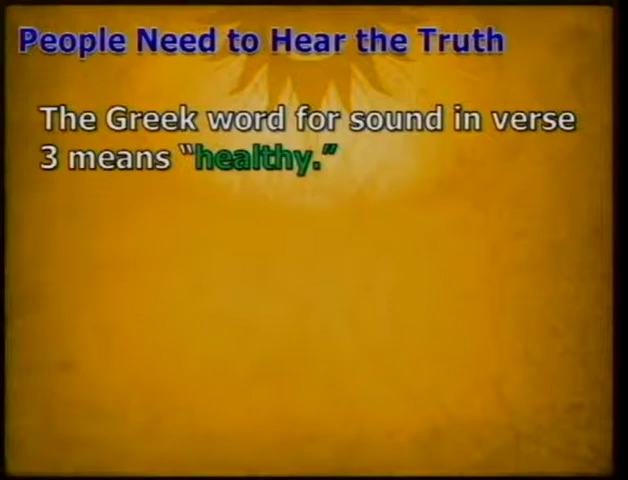 People Need to Hear the Truth
The Greek word for sound in verse
3 means “healthy.”